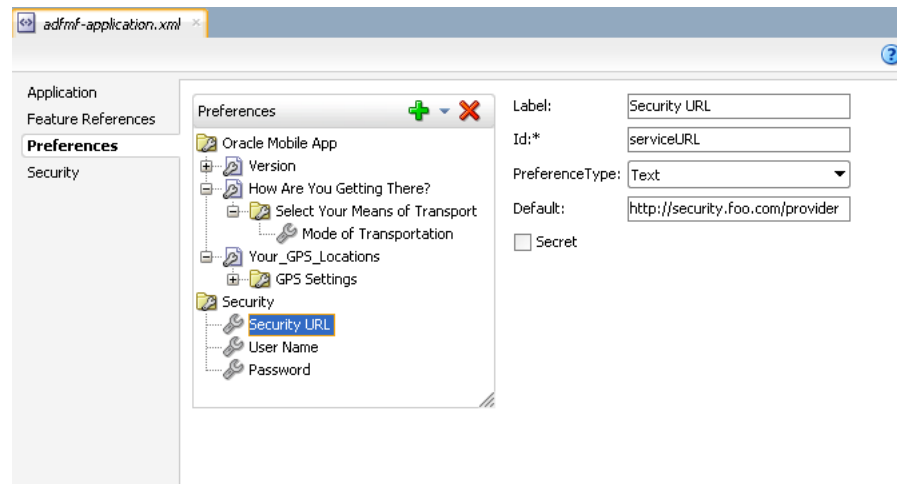 adfmf-application.xml
Application
Feature References
Preferences
Security
Preferences
Oracle Mobile App
Version
How Are You Getting There?
Select Your Means of Transport
Mode of Transportation
Your_GPS_Locations
GPS Settings
Security
Security URL
User Name
Password
Label: Security URL
Id:* serviceURL
PreferenceType: Text
Default: http://security.foo.com/provider
Secret